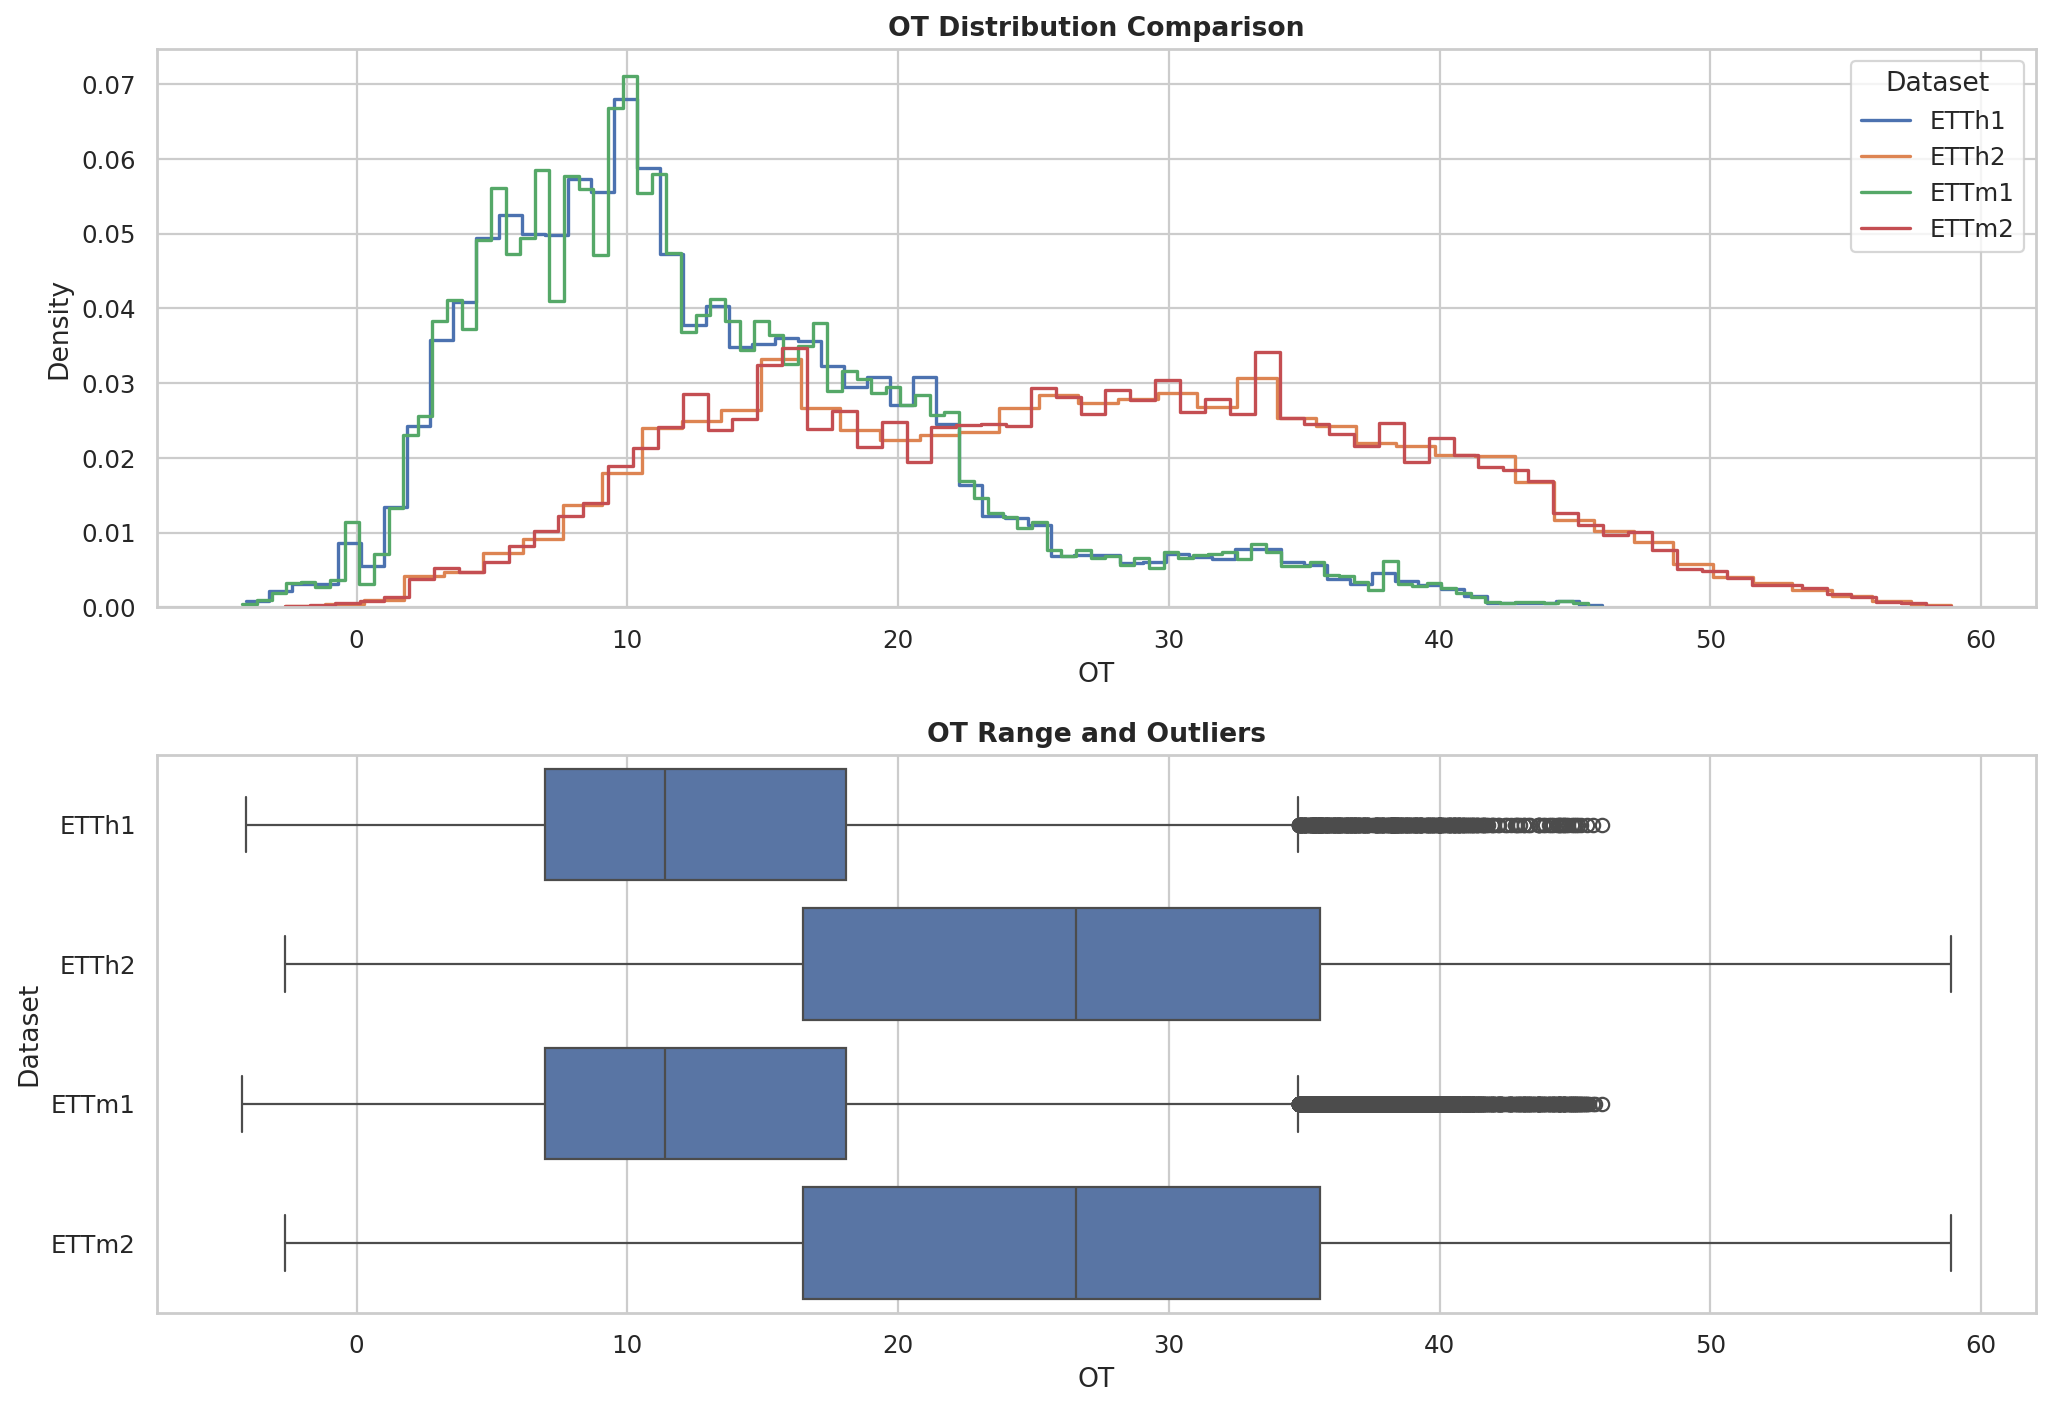 OT Distribution Comparison
Density
0.07
0.06
0.05
0.04
0.03
0.02
0.01
0.00
Dataset
ETTh1
ETTh2
ETTm1
ETTm2
0 10 20 30 40 50 60
OT
OT Range and Outliers
Dataset
ETTh1
ETTh2
ETTm1
ETTm2
0 10 20 30 40 50 60
OT